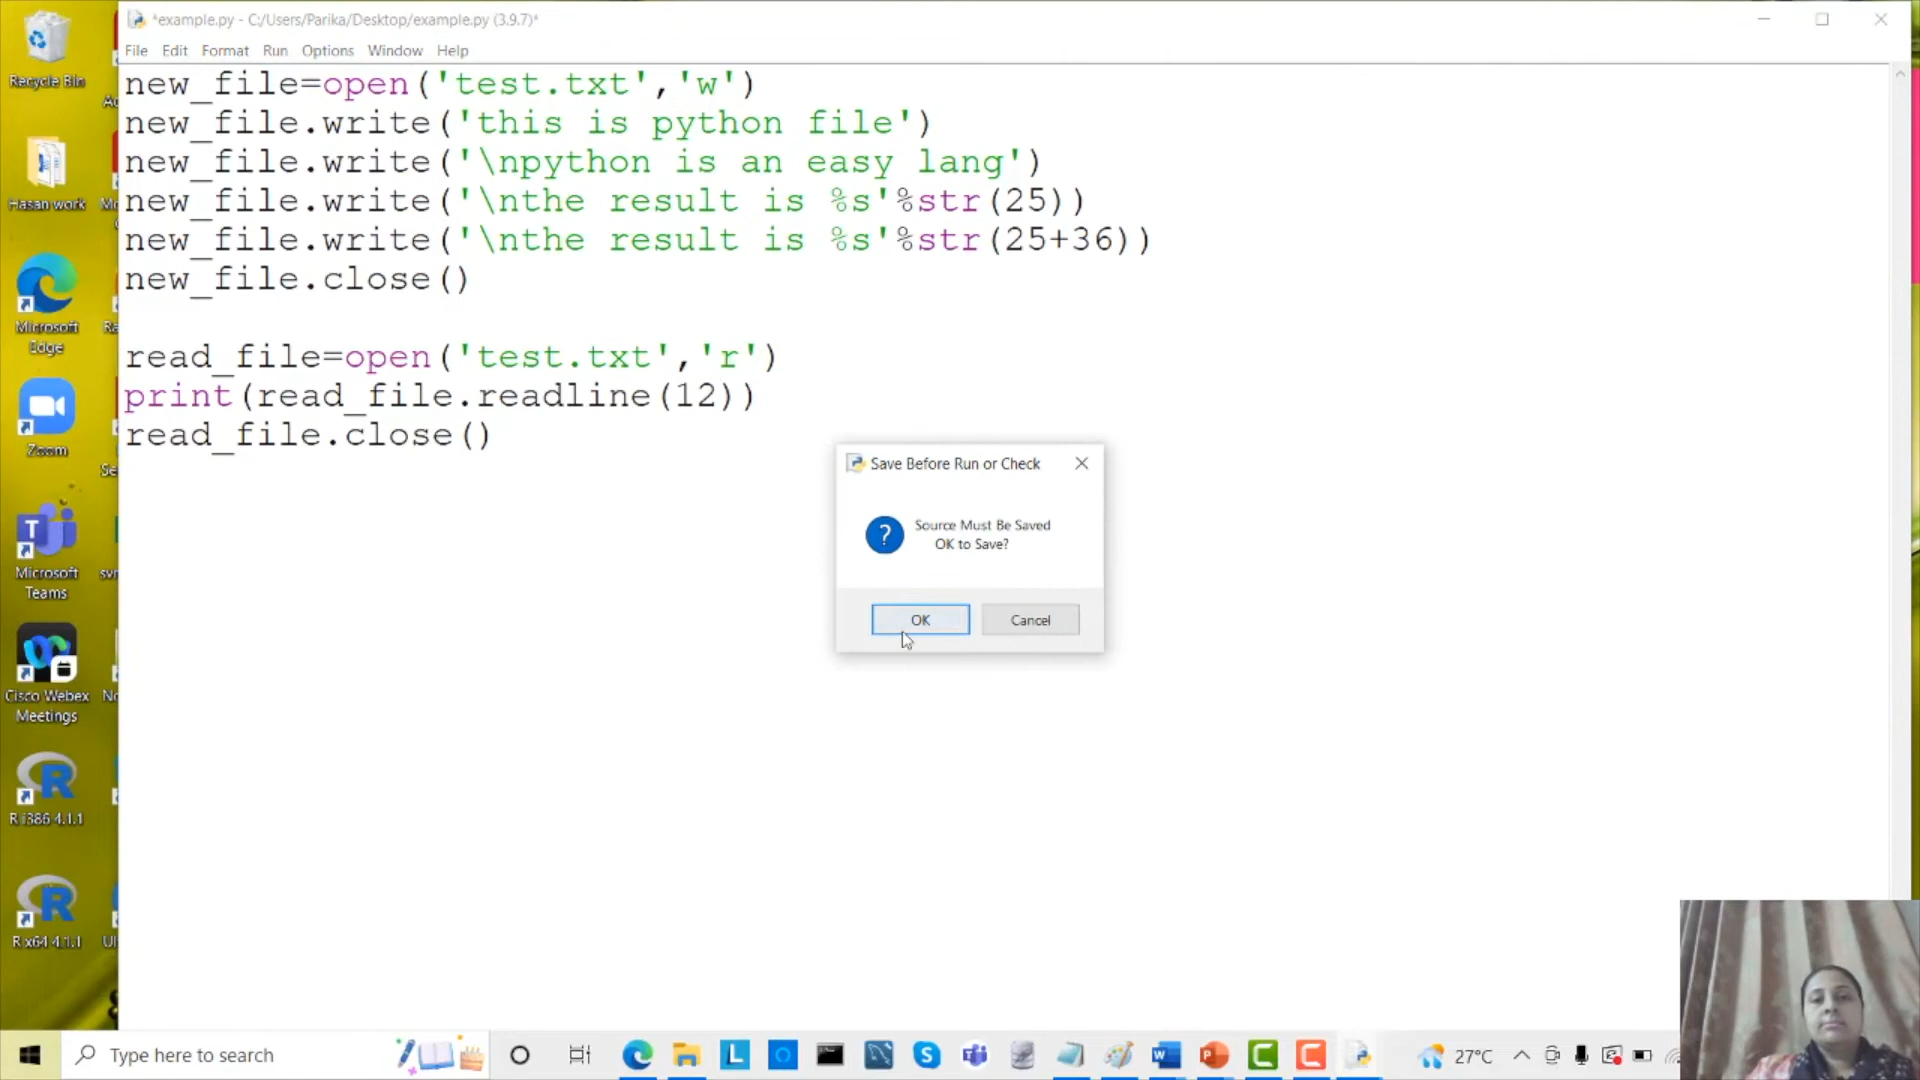 *example.py - C:/Users/Parika/Desktop/example.py (3.9.7)*
File Edit Format Run Options Window Help
new_file=open('test.txt','w')
new_file.write('this is python file')
new_file.write('\npython is an easy lang')
new_file.write('\nthe result is %s'%str(25))
new_file.write('\nthe result is %s'%str(25+36))
new_file.close()
read_file=open('test.txt','r')
print(read_file.readline(12))
read_file.close()
Save Before Run or Check
Source Must Be Saved
OK to Save?
OK Cancel
Recycle Bin
Hasan work
Microsoft
Edge
Zoom
Microsoft
Teams
Cisco Webex
Meetings
R i386 4.1.1
R x64 4.1.1
Type here to search
27°C